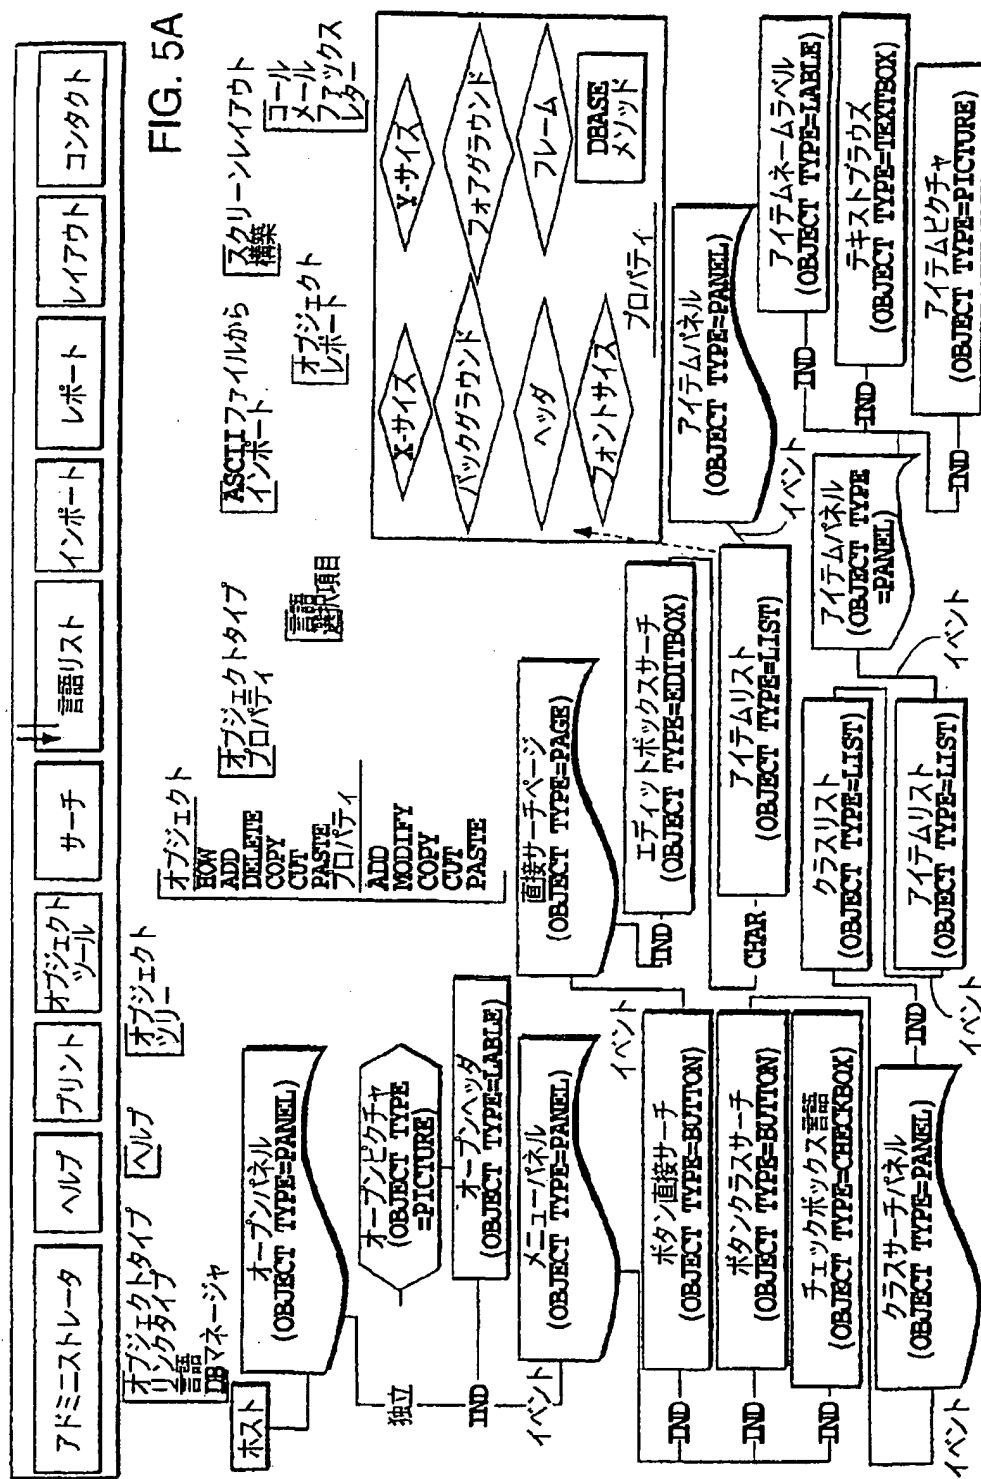 FIG. 5A
アドミニストレータ
ヘルプ
プリント
オブジェクト
ツール
サーチ
言語リスト
インポート
レポート
レイアウト
コンタクト
オブジェクトタイプ
リンクタイプ
言語
DBマネージャ
ヘルプ
オブジェクト
ツリー
オブジェクト
HOW
ADD
DELETE
COPY
CUT
PASTE
プロパティ
ADD
MODIFY
COPY
CUT
PASTE
オブジェクトタイプ
プロパティ
言語
選択項目
ASCIIファイルから
インポート
オブジェクト
レポート
スクリーンレイアウト
構築
コール
メール
ファックス
レター
ホスト
オープンパネル
(OBJECT TYPE=PANEL)
独立
オープンピクチャ
(OBJECT TYPE
=PICTURE)
IND
オープンヘッダ
(OBJECT TYPE=LABLE)
イベント
メニューパネル
(OBJECT TYPE=PANEL)
イベント
IND
ボタン直接サーチ
(OBJECT TYPE=BUTTON)
IND
ボタンクラスサーチ
(OBJECT TYPE=BUTTON)
IND
チェックボックス言語
(OBJECT TYPE=CHECKBOX)
イベント
クラスサーチパネル
(OBJECT TYPE=PANEL)
直接サーチページ
(OBJECT TYPE=PAGE)
IND
エディットボックスサーチ
(OBJECT TYPE=EDITBOX)
CHAR
アイテムリスト
(OBJECT TYPE=LIST)
IND
クラスリスト
(OBJECT TYPE=LIST)
イベント
アイテムリスト
(OBJECT TYPE=LIST)
イベント
アイテムパネル
(OBJECT TYPE
=PANEL)
X-サイズ
Y-サイズ
バックグラウンド
フォアグラウンド
ヘッダ
フレーム
フォントサイズ
DBASE
メソッド
プロパティ
イベント
アイテムパネル
(OBJECT TYPE=PANEL)
IND
アイテムネームラベル
(OBJECT TYPE=LABLE)
IND
テキストブラウズ
(OBJECT TYPE=TEXTBOX)
IND
アイテムピクチャ
(OBJECT TYPE=PICTURE)